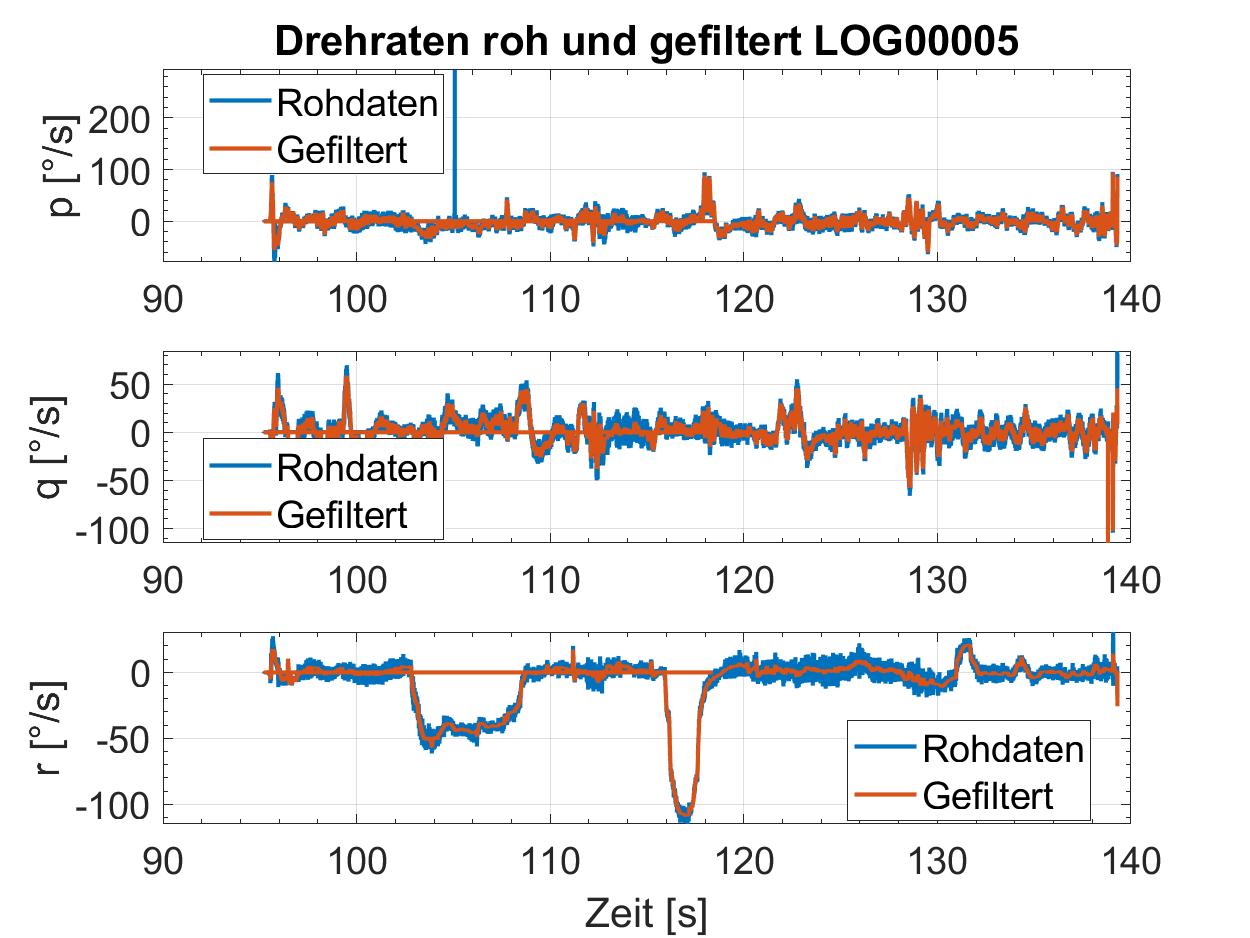 Drehraten roh und gefiltert LOG00005
p [°/s]
200
100
0
Rohdaten
Gefiltert
90 100 110 120 130 140
q [°/s]
50
0
-50
-100
Rohdaten
Gefiltert
90 100 110 120 130 140
r [°/s]
0
-50
-100
Rohdaten
Gefiltert
90 100 110 120 130 140
Zeit [s]